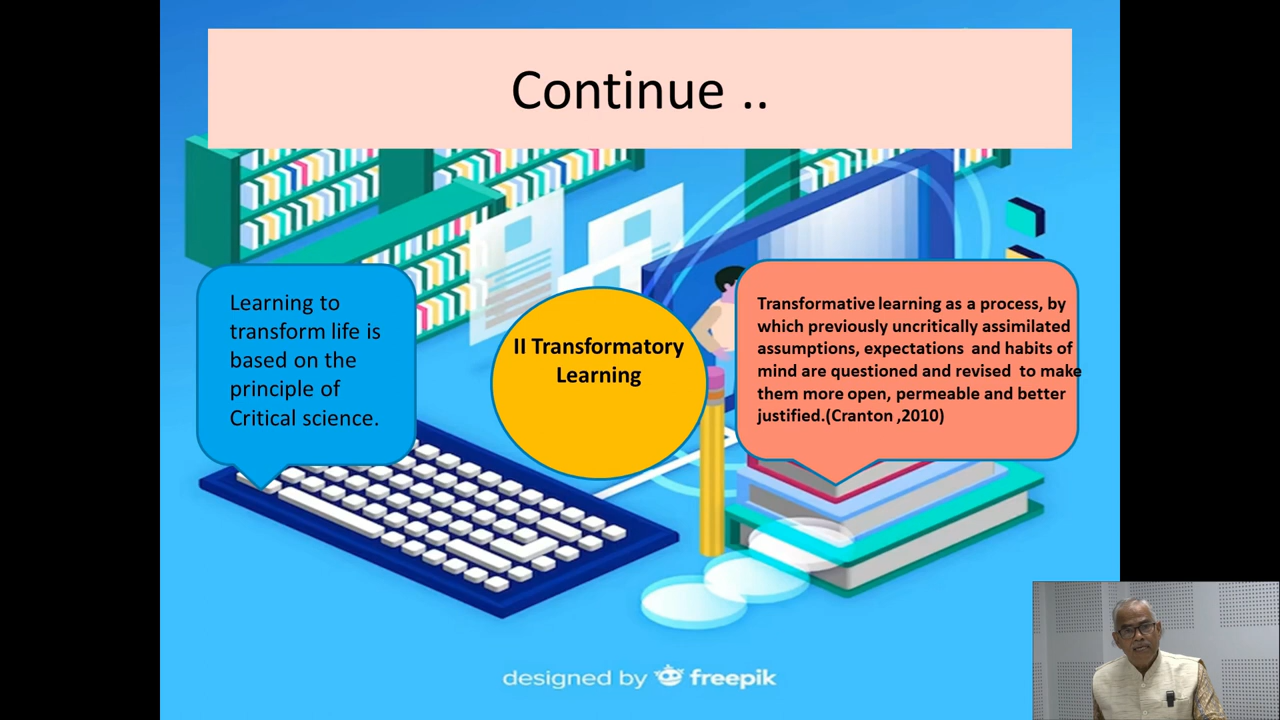 Continue ..
Learning to
transform life is
based on the
principle of
Critical science.
II Transformatory
Learning
Transformative learning as a process, by
which previously uncritically assimilated
assumptions, expectations and habits of
mind are questioned and revised to make
them more open, permeable and better
justified.(Cranton ,2010)
designed by freepik